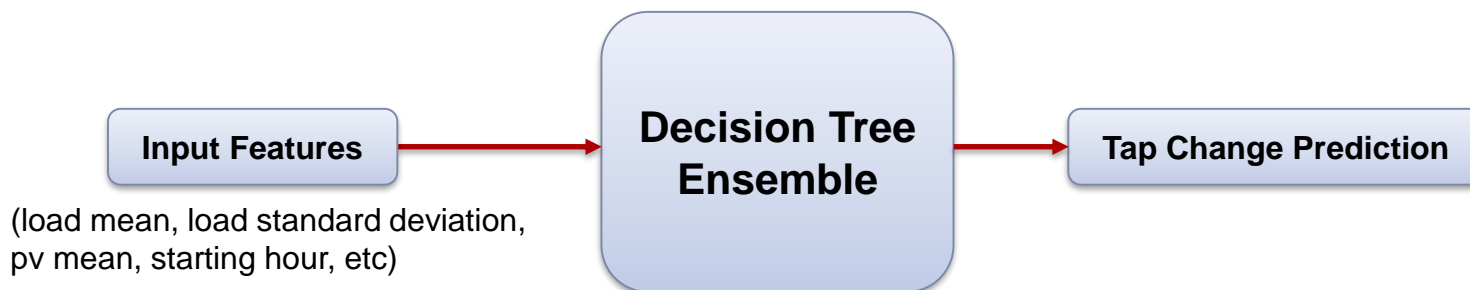 Input Features
(load mean, load standard deviation,
pv mean, starting hour, etc)
Decision Tree
Ensemble
Tap Change Prediction